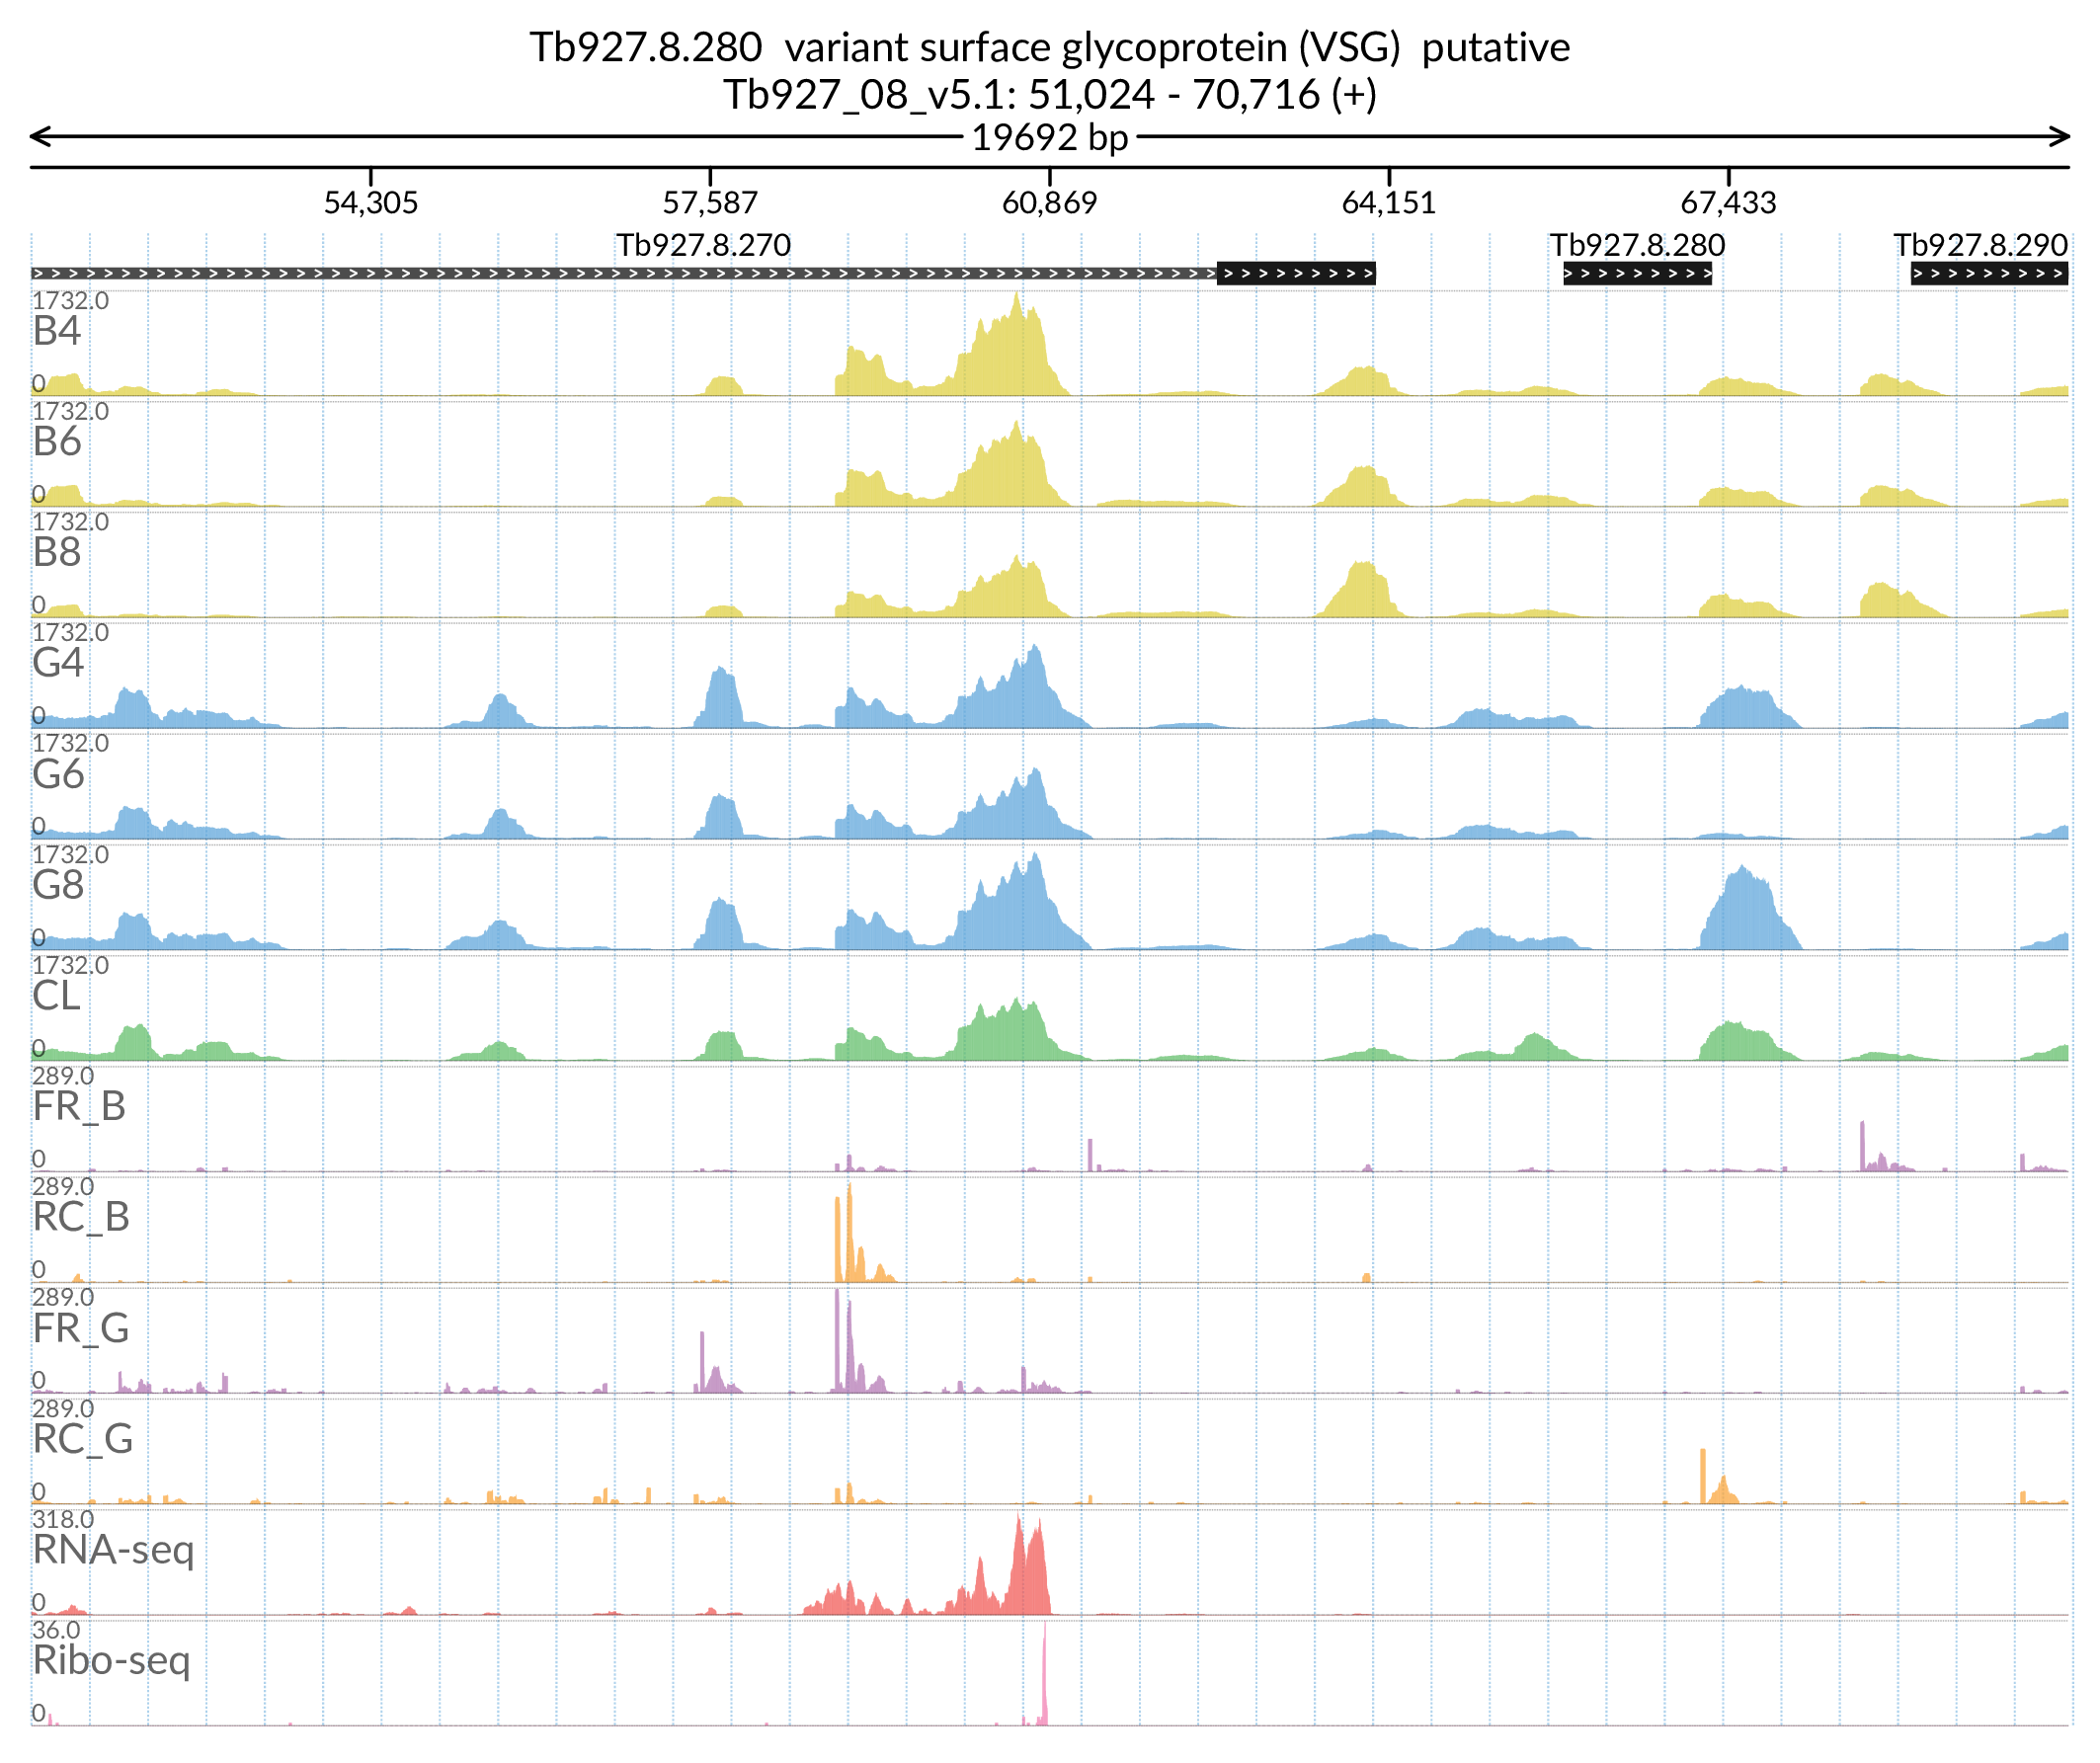 Tb927.8.280  variant surface glycoprotein (VSG)  putative
Tb927_08_v5.1: 51,024 - 70,716 (+)
19692 bp
54,305 57,587 60,869 64,151 67,433
Tb927.8.270 Tb927.8.280 Tb927.8.290
1732.0
B4
0
1732.0
B6
0
1732.0
B8
0
1732.0
G4
0
1732.0
G6
0
1732.0
G8
0
1732.0
CL
0
289.0
FR_B
0
289.0
RC_B
0
289.0
FR_G
0
289.0
RC_G
0
318.0
RNA-seq
0
36.0
Ribo-seq
0